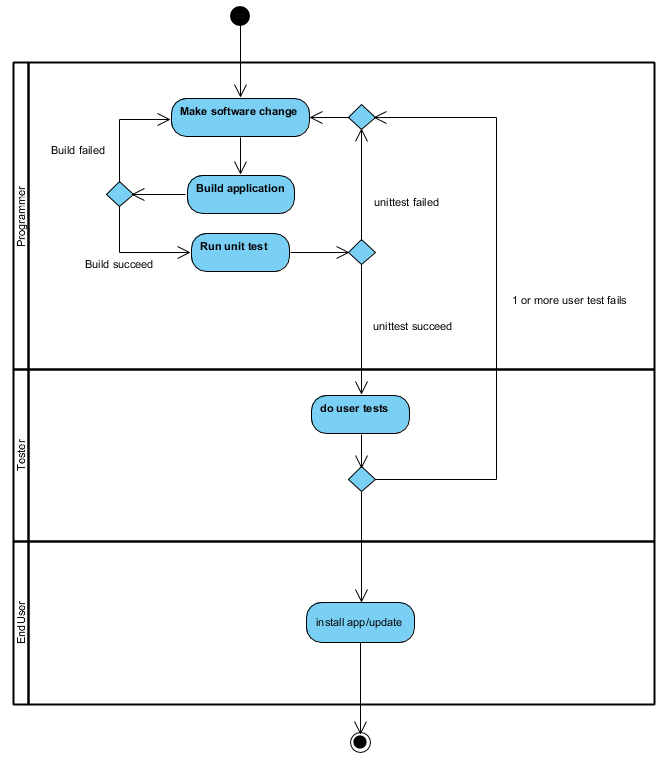 Programmer
Make software change
Build failed
Build application
unittest failed
Run unit test
Build succeed
1 or more user test fails
unittest succeed
Tester
do user tests
EndUser
install app/update